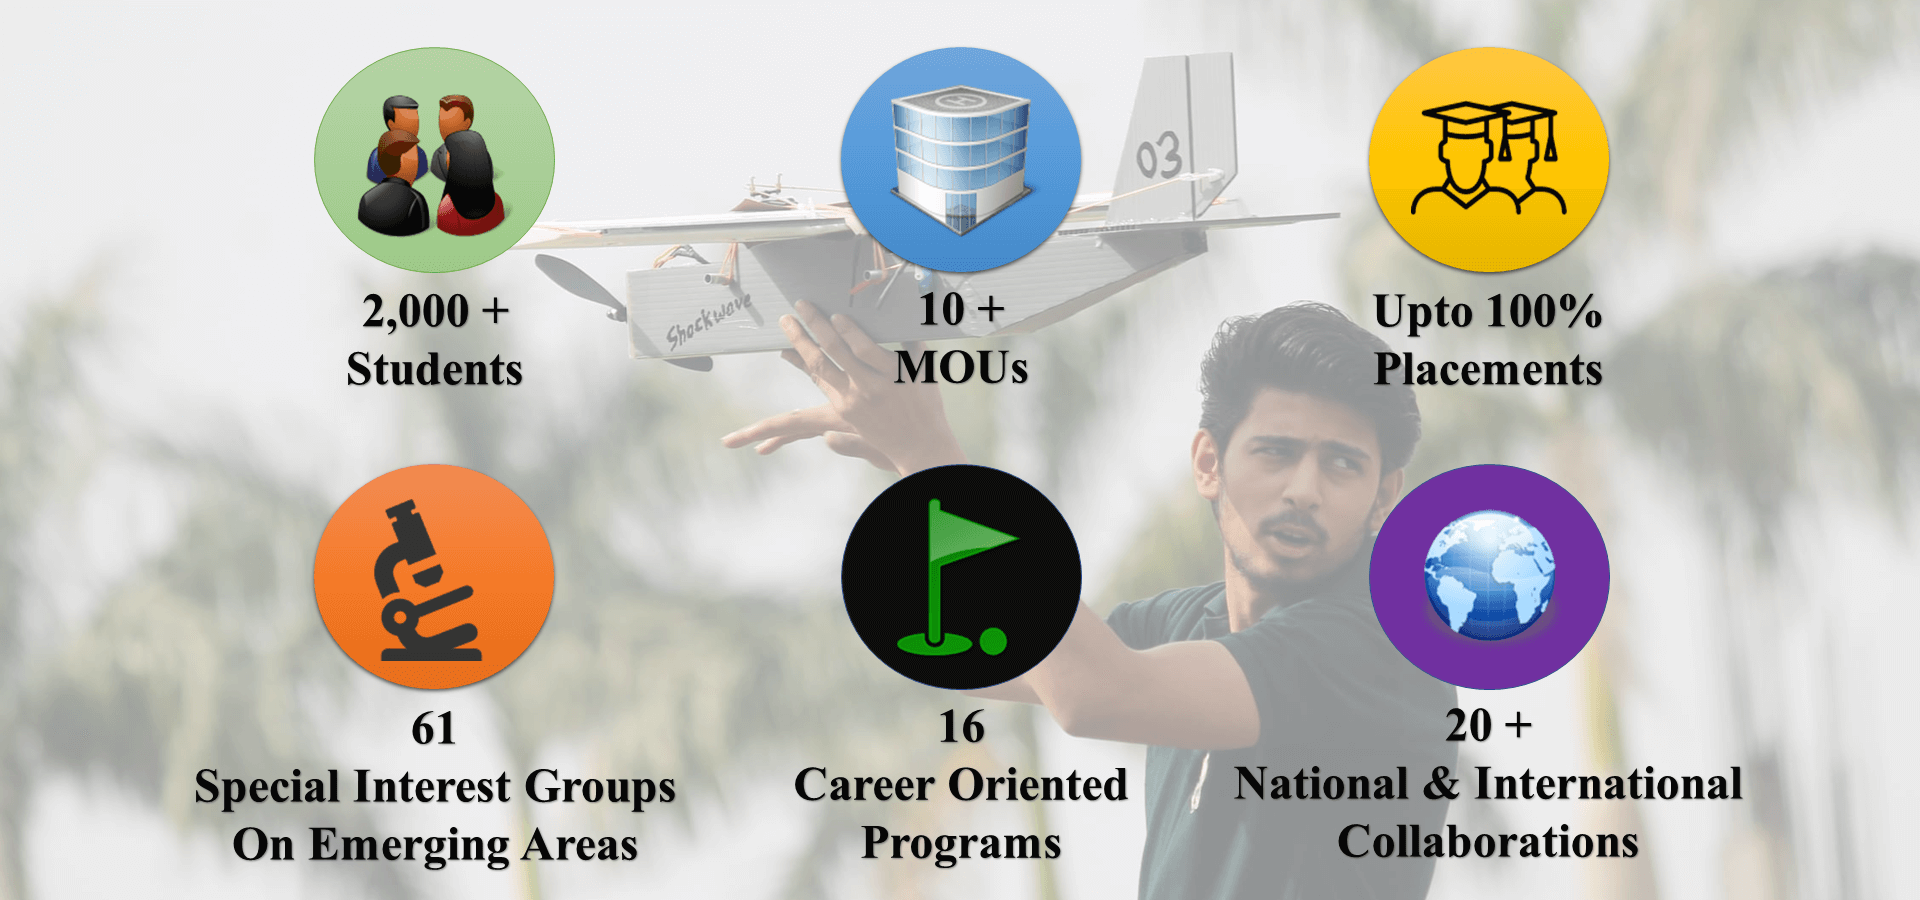 03
Shockwave
2,000 +
Students
10 +
MOUs
Upto 100%
Placements
61
Special Interest Groups
On Emerging Areas
16
Career Oriented
Programs
20 +
National & International
Collaborations